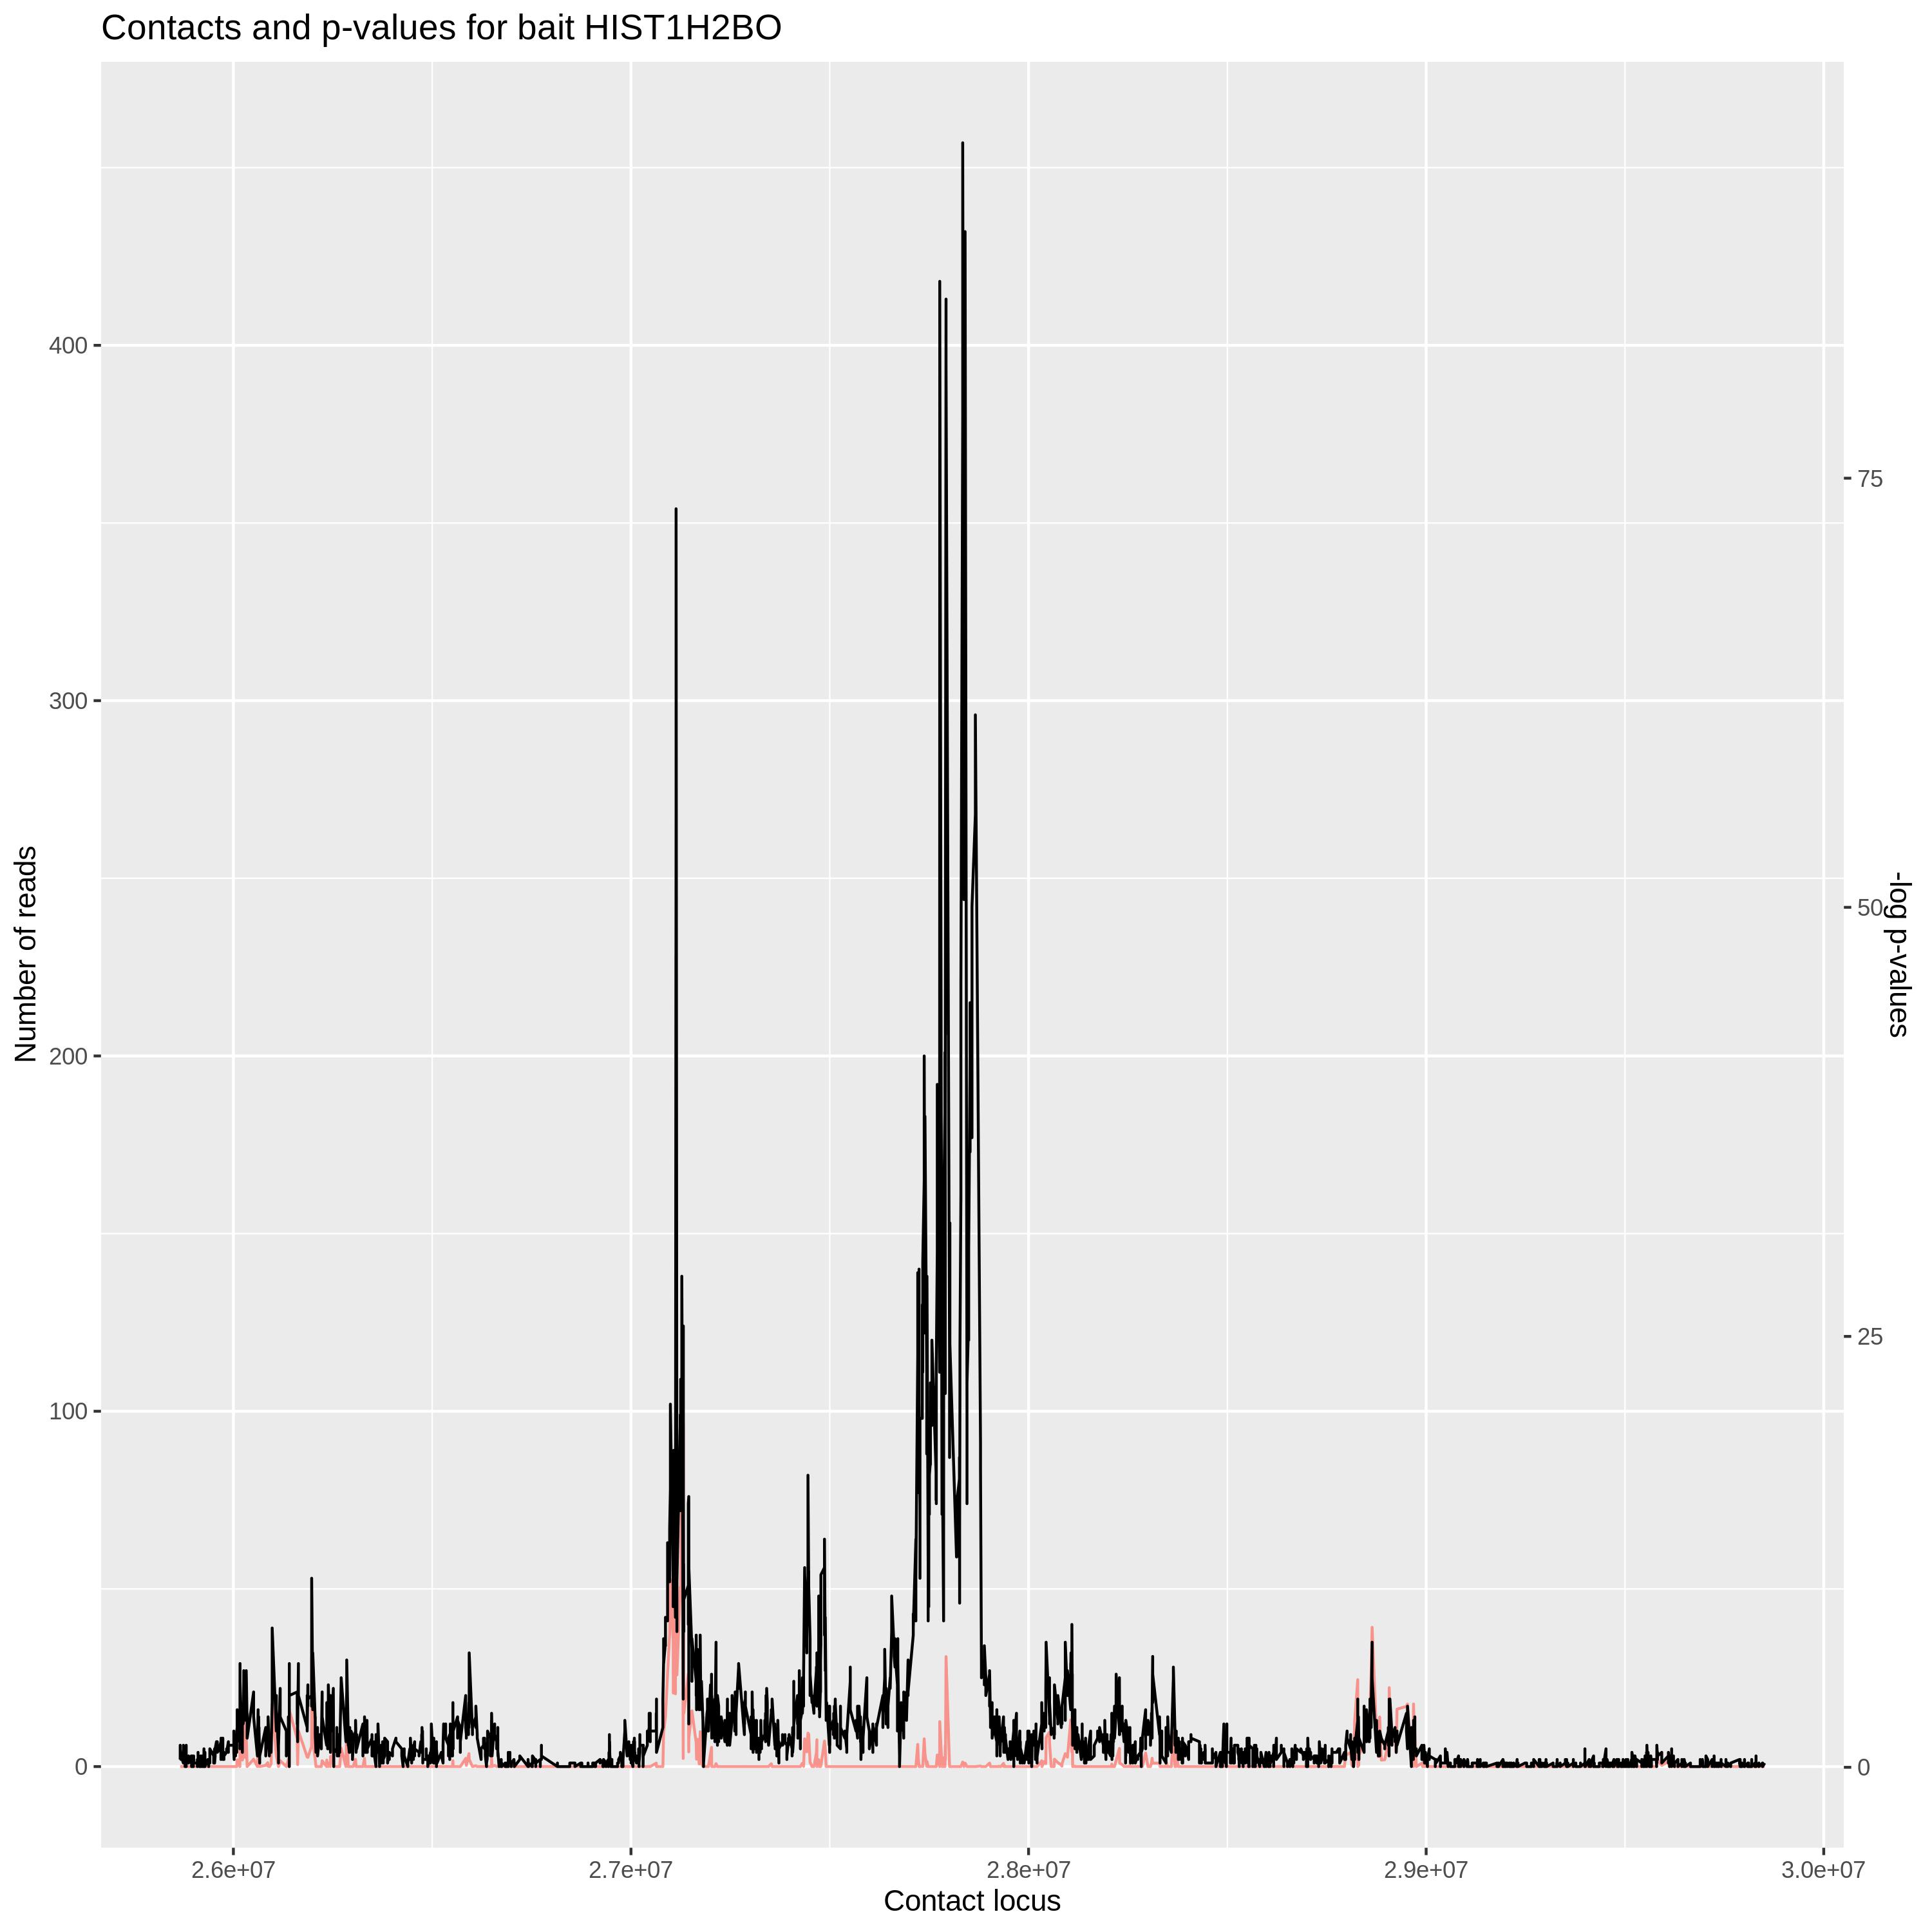 Contacts and p-values for bait HIST1H2BO
Number of reads
400
300
200
100
0
75
50
25
0
-log p-values
2.6e+07
2.7e+07
2.8e+07
2.9e+07
3.0e+07
Contact locus